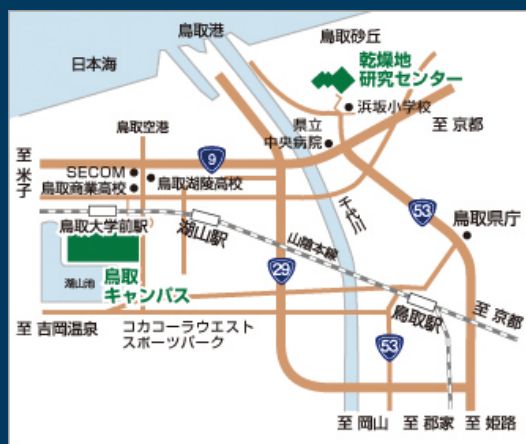 鳥取港
鳥取砂丘
日本海
乾燥地
研究センター
浜坂小学校
鳥取空港
県立
中央病院
至 京都
至 米子
9
SECOM
鳥取商業高校
鳥取湖陵高校
千代川
53
鳥取県庁
鳥取大学前駅
湖山駅
山陰本線
29
湖山池
鳥取
キャンパス
鳥取駅
至 京都
至 吉岡温泉
コカコーラウエスト
スポーツパーク
53
至 岡山
至 郡家
至 姫路